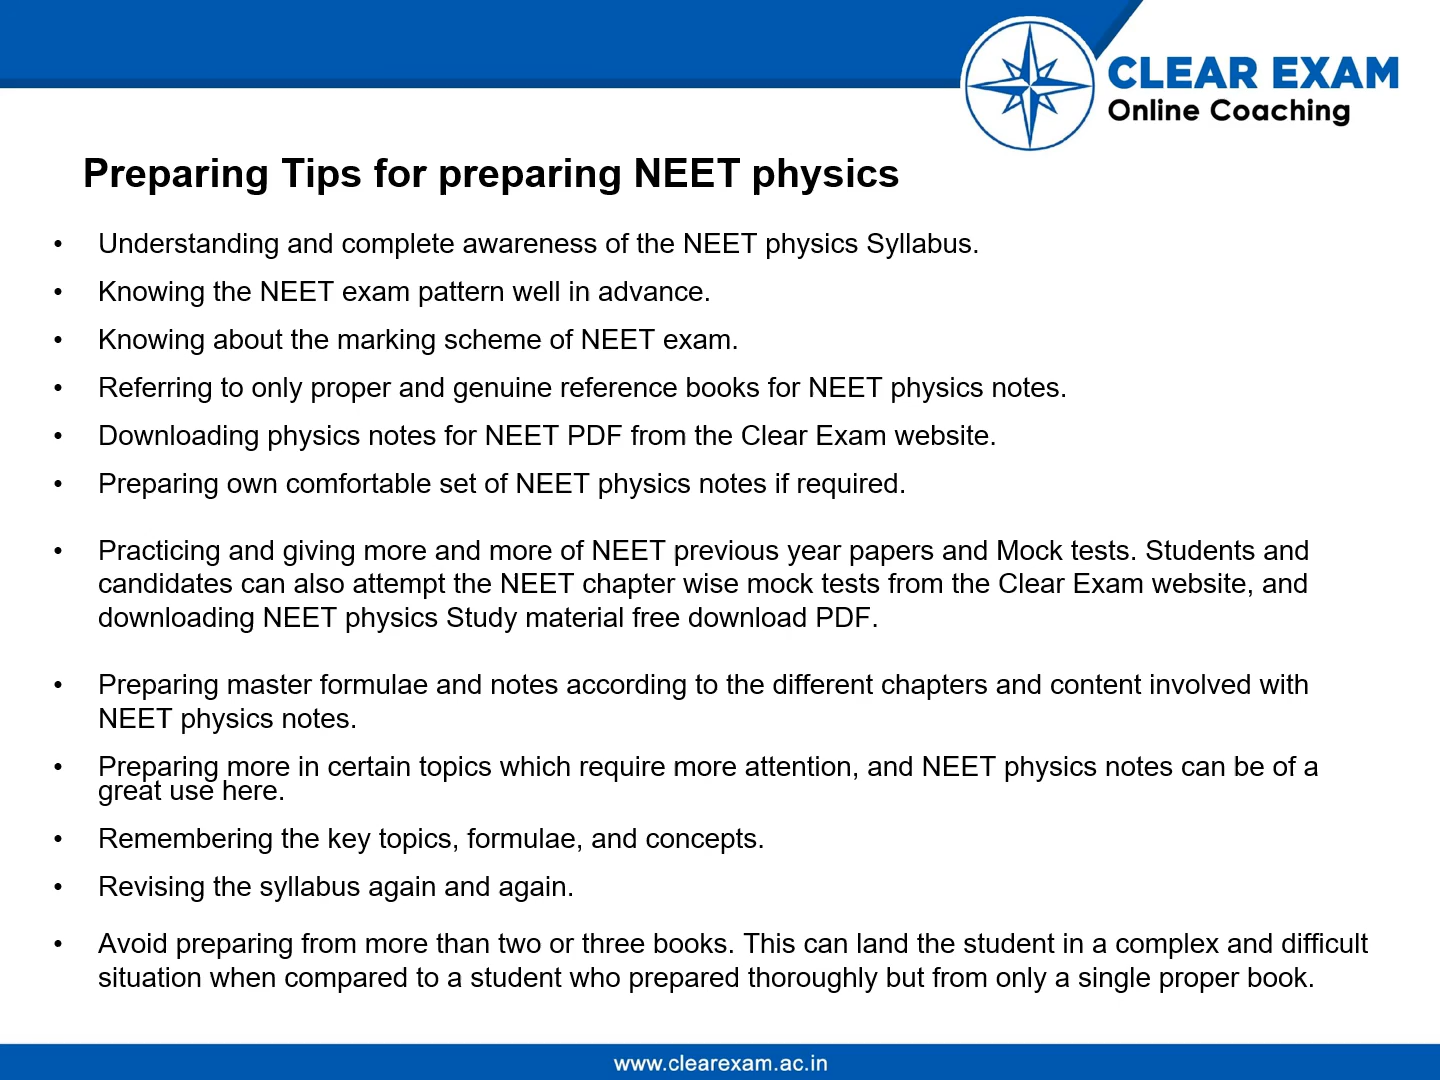 CLEAR EXAM
Online Coaching
Preparing Tips for preparing NEET physics
• Understanding and complete awareness of the NEET physics Syllabus.
• Knowing the NEET exam pattern well in advance.
• Knowing about the marking scheme of NEET exam.
• Referring to only proper and genuine reference books for NEET physics notes.
• Downloading physics notes for NEET PDF from the Clear Exam website.
• Preparing own comfortable set of NEET physics notes if required.
• Practicing and giving more and more of NEET previous year papers and Mock tests. Students and
candidates can also attempt the NEET chapter wise mock tests from the Clear Exam website, and
downloading NEET physics Study material free download PDF.
• Preparing master formulae and notes according to the different chapters and content involved with
NEET physics notes.
• Preparing more in certain topics which require more attention, and NEET physics notes can be of a
great use here.
• Remembering the key topics, formulae, and concepts.
• Revising the syllabus again and again.
• Avoid preparing from more than two or three books. This can land the student in a complex and difficult
situation when compared to a student who prepared thoroughly but from only a single proper book.
www.clearexam.ac.in